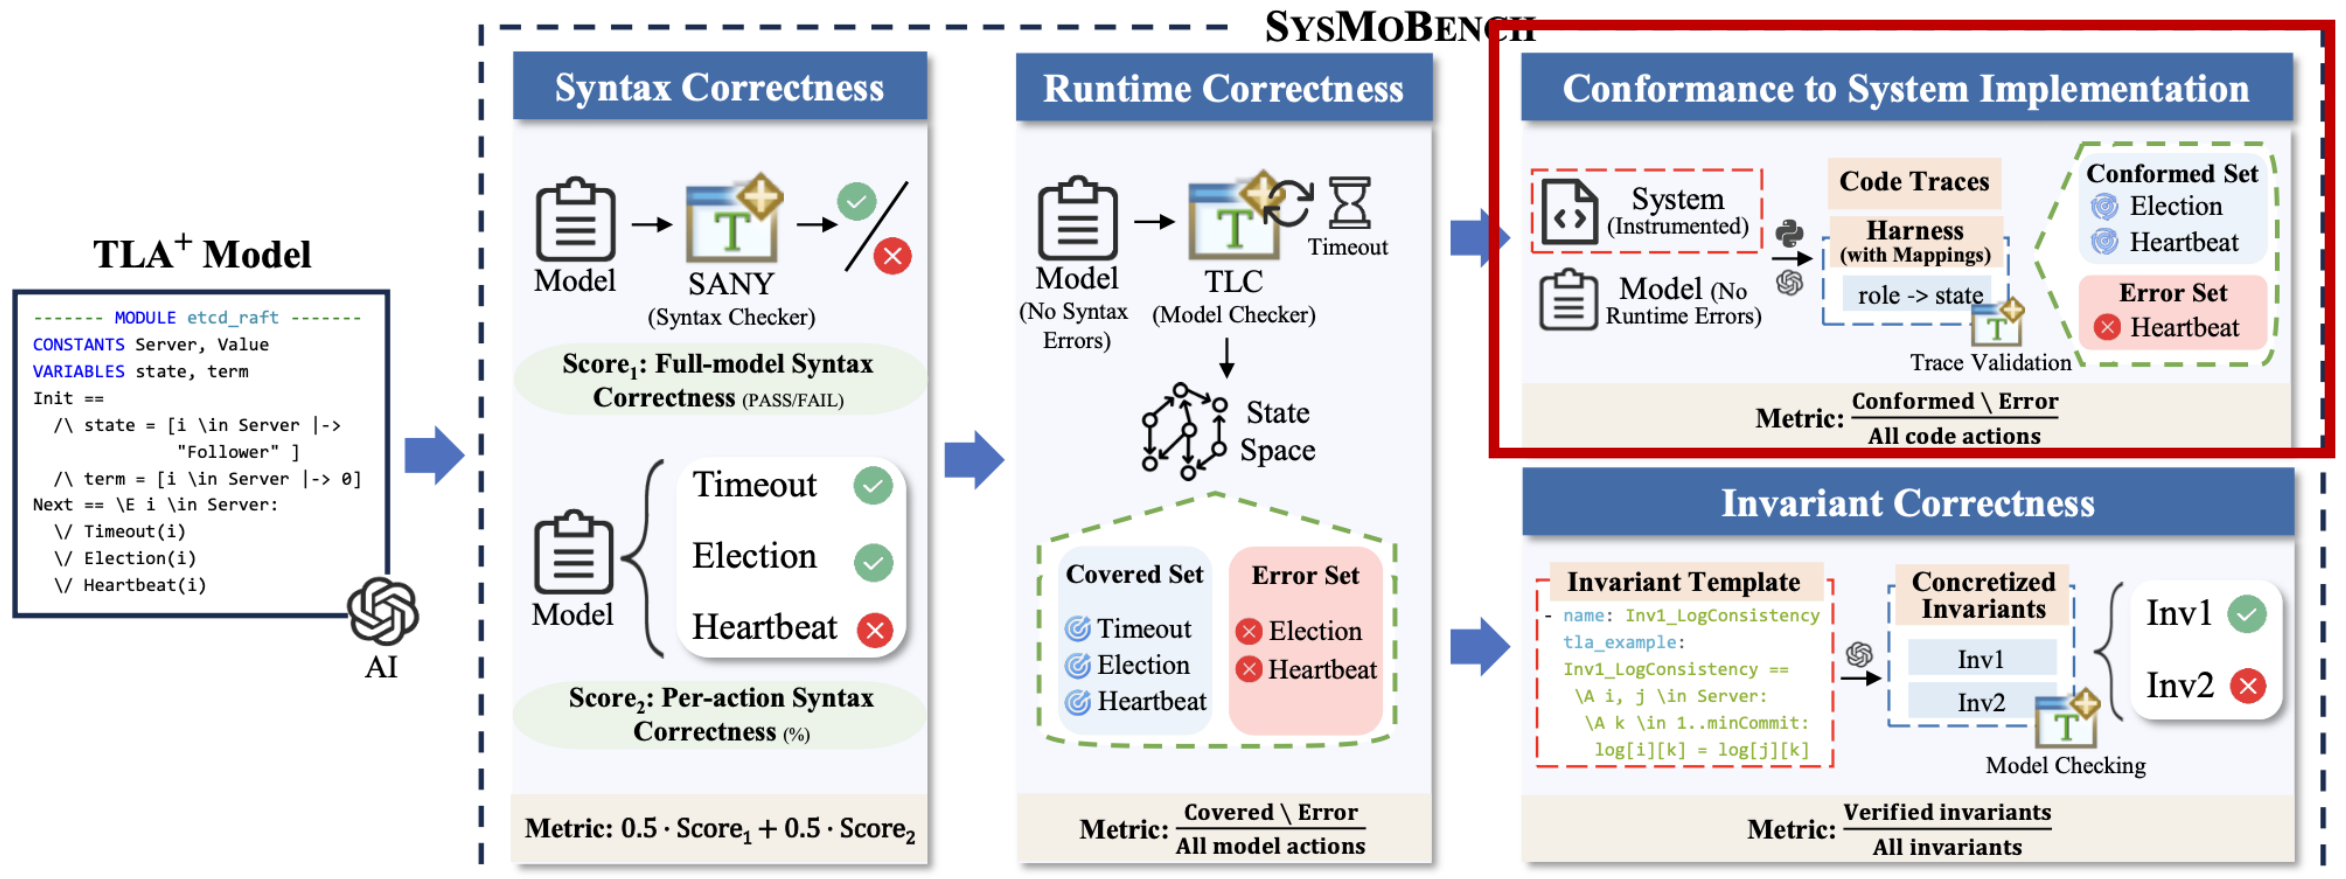 SYSMOBENCH
TLA+ Model
------- MODULE etcd_raft -------
CONSTANTS Server, Value
VARIABLES state, term
Init ==
/\ state = [i \in Server |->
"Follower" ]
/\ term = [i \in Server |-> 0]
Next == \E i \in Server:
\/ Timeout(i)
\/ Election(i)
\/ Heartbeat(i)
AI
Syntax Correctness
Model
SANY
(Syntax Checker)
Score1: Full-model Syntax
Correctness (PASS/FAIL)
Model
Timeout
Election
Heartbeat
Score2: Per-action Syntax
Correctness (%)
Metric: 0.5 · Score1 + 0.5 · Score2
Runtime Correctness
Model
(No Syntax
Errors)
T
TLC
(Model Checker)
Timeout
State
Space
Covered Set
Timeout
Election
Heartbeat
Error Set
Election
Heartbeat
Metric: Covered \ Error
All model actions
Conformance to System Implementation
System
(Instrumented)
Model (No
Runtime Errors)
Code Traces
Harness
(with Mappings)
role -> state
T
Trace Validation
Conformed Set
Election
Heartbeat
Error Set
Heartbeat
Metric: Conformed \ Error
All code actions
Invariant Correctness
Invariant Template
- name: Inv1_LogConsistency
tla_example:
Inv1_LogConsistency ==
\A i, j \in Server:
\A k \in 1..minCommit:
log[i][k] = log[j][k]
Concretized
Invariants
Inv1
Inv2
T
Model Checking
Inv1
Inv2
Metric: Verified invariants
All invariants